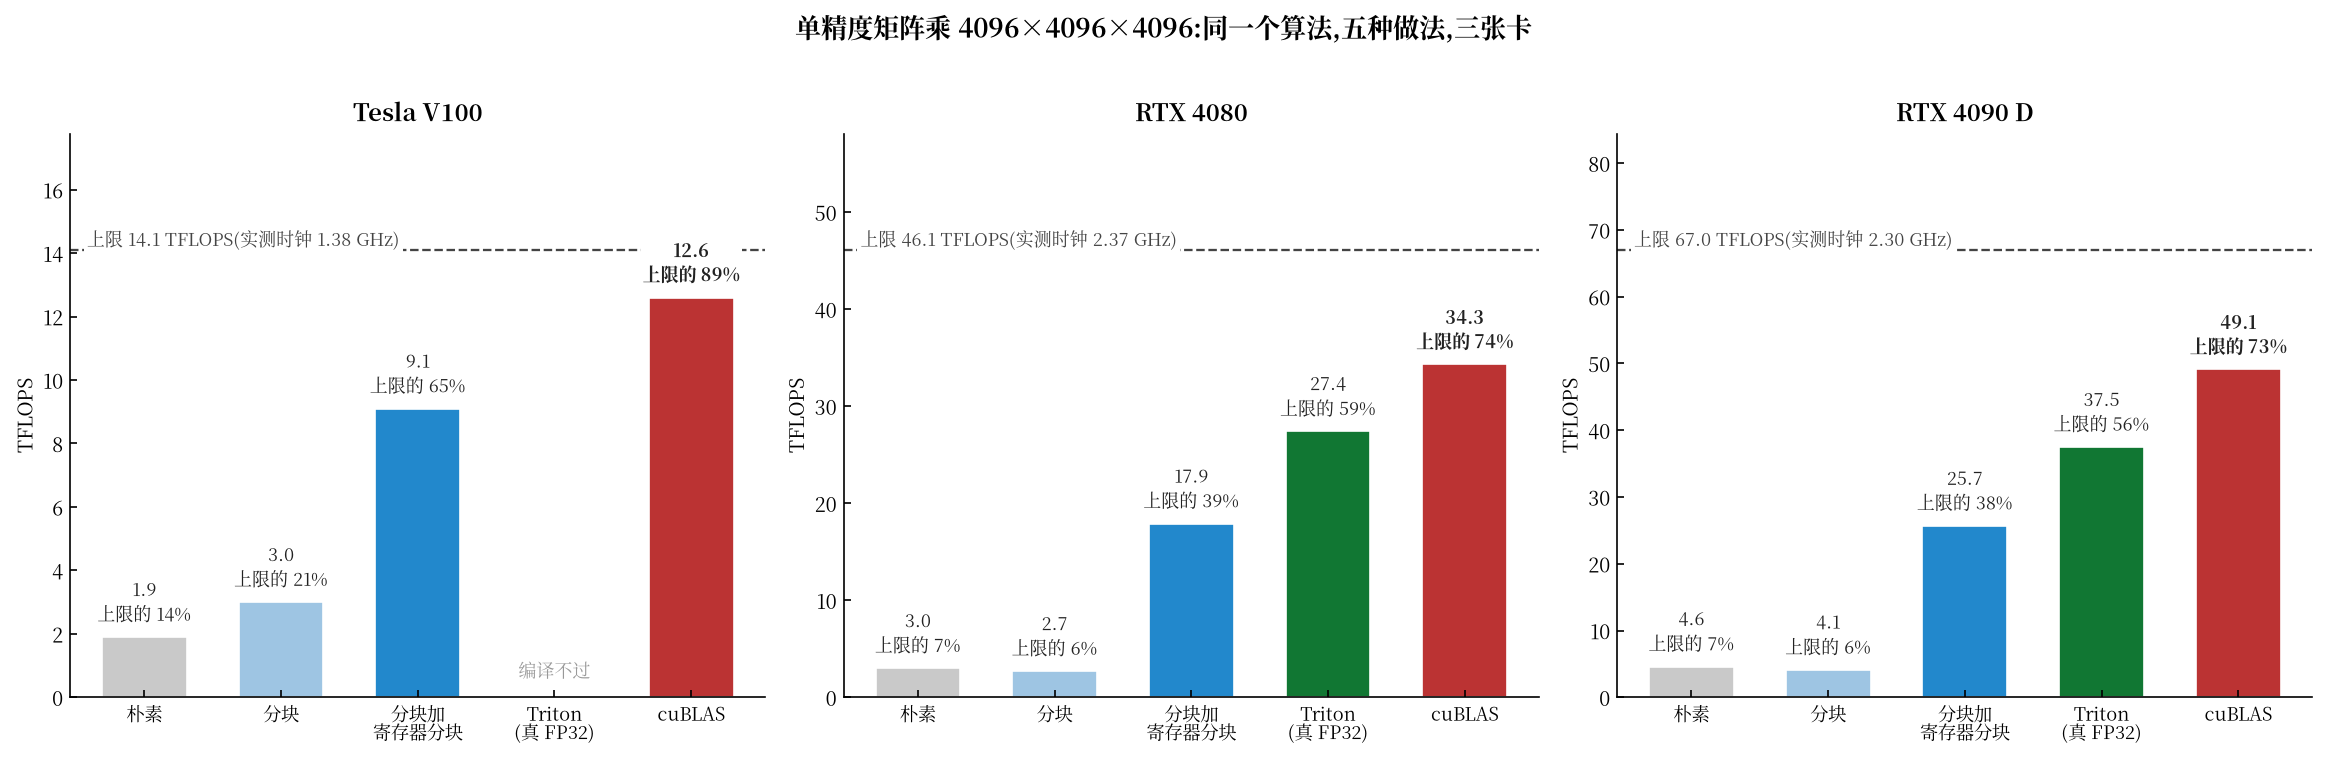 单精度矩阵乘 4096×4096×4096:同一个算法,五种做法,三张卡
Tesla V100
TFLOPS
16
14
12
10
8
6
4
2
0
上限 14.1 TFLOPS(实测时钟 1.38 GHz)
1.9
上限的 14%
3.0
上限的 21%
9.1
上限的 65%
编译不过
12.6
上限的 89%
朴素
分块
分块加
寄存器分块
Triton
(真 FP32)
cuBLAS
RTX 4080
TFLOPS
50
40
30
20
10
0
上限 46.1 TFLOPS(实测时钟 2.37 GHz)
3.0
上限的 7%
2.7
上限的 6%
17.9
上限的 39%
27.4
上限的 59%
34.3
上限的 74%
朴素
分块
分块加
寄存器分块
Triton
(真 FP32)
cuBLAS
RTX 4090 D
TFLOPS
80
70
60
50
40
30
20
10
0
上限 67.0 TFLOPS(实测时钟 2.30 GHz)
4.6
上限的 7%
4.1
上限的 6%
25.7
上限的 38%
37.5
上限的 56%
49.1
上限的 73%
朴素
分块
分块加
寄存器分块
Triton
(真 FP32)
cuBLAS